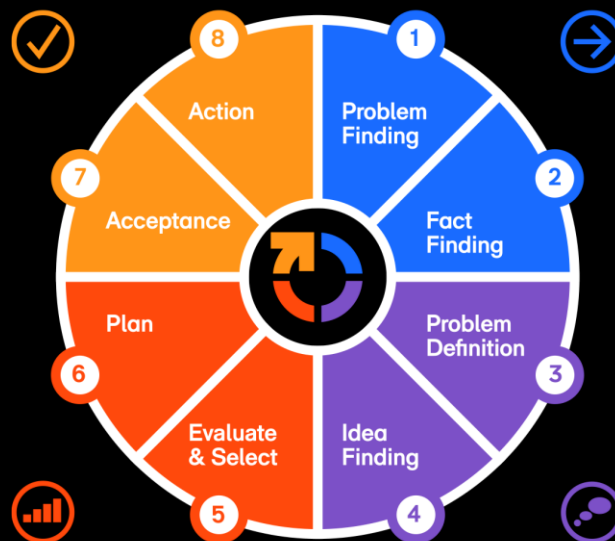 1
Problem
Finding
2
Fact
Finding
3
Problem
Definition
4
Idea
Finding
5
Evaluate
& Select
6
Plan
7
Acceptance
8
Action